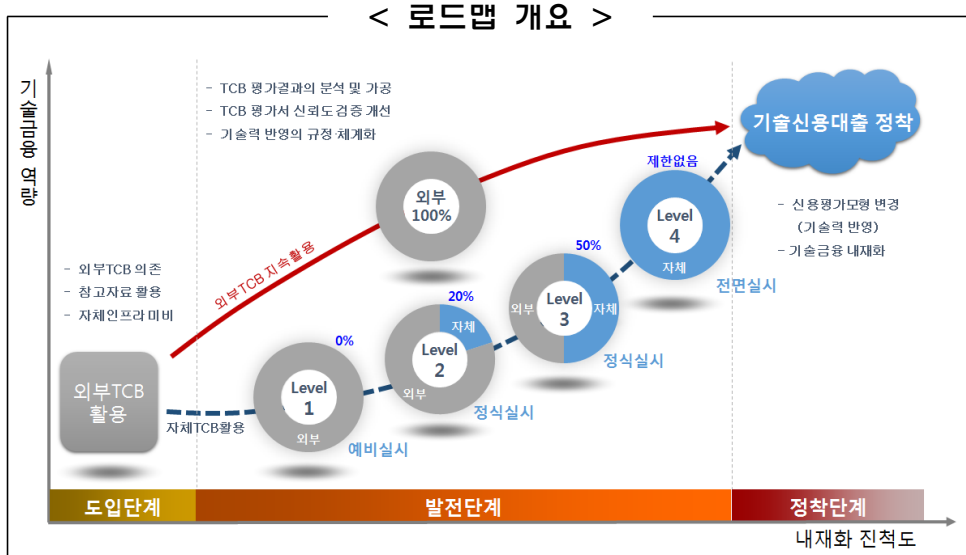 < 로드맵 개요 >
기술금융 역량
- TCB 평가결과의 분석 및 가공
- TCB 평가서 신뢰도 검증 개선
- 기술력 반영의 규정·체계화
기술신용대출 정착
- 신용평가모형 변경
(기술력 반영)
- 기술금융 내재화
외부
100%
외부TCB 지속활용
- 외부TCB 의존
- 참고자료 활용
- 자체인프라 미비
외부TCB
활용
자체TCB활용
0%
Level
1
외부
예비실시
20%
자체
Level
2
외부
정식실시
50%
외부
Level
3
자체
정식실시
제한없음
Level
4
자체
전면실시
도입단계
발전단계
정착단계
내재화 진척도